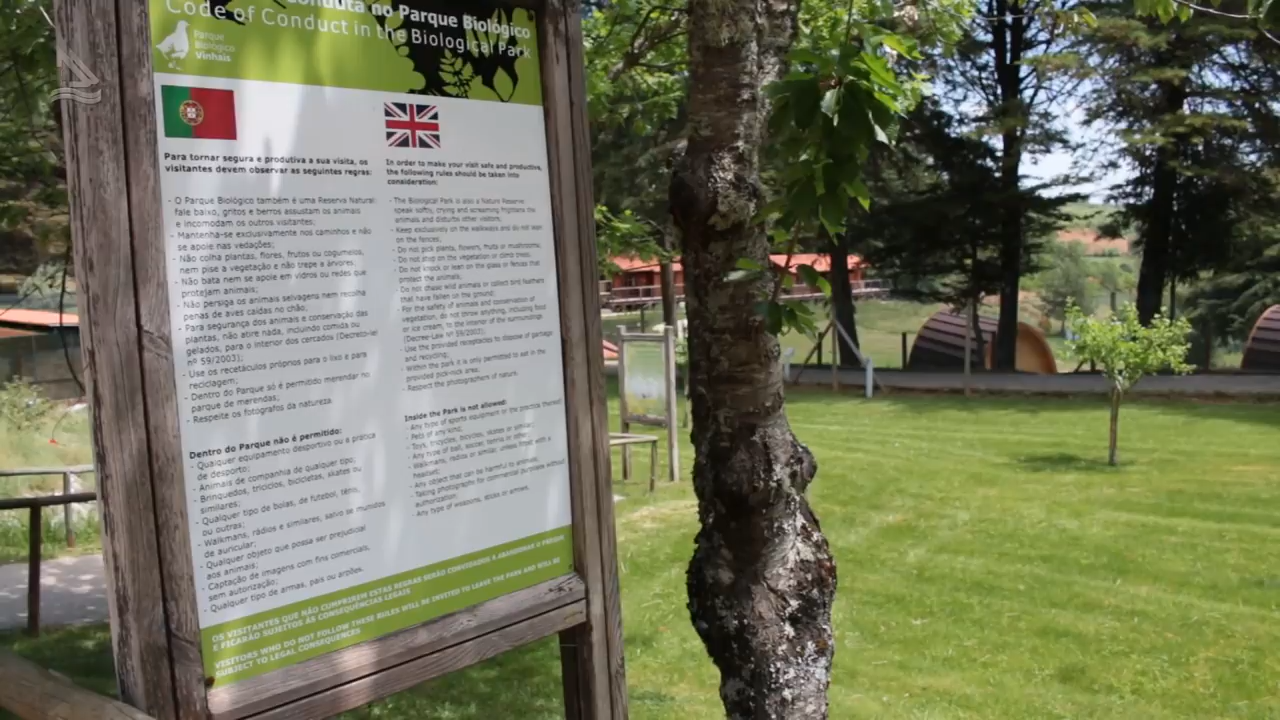 Conduta no Parque Biológico
Code of Conduct in the Biological Park
Parque
Biológico
Vinhais
Para tornar segura e produtiva a sua visita, os
visitantes devem observar as seguintes regras:
- O Parque Biológico também é uma Reserva Natural:
fale baixo, gritos e berros assustam os animais
e incomodam os outros visitantes;
- Mantenha-se exclusivamente nos caminhos e não
se apoie nas vedações;
- Não colha plantas, flores, frutos ou cogumelos,
nem pise a vegetação e não trepe a árvores.
- Não bata nem se apoie em vidros ou redes que
protejam animais;
- Não persiga os animais selvagens nem recolha
penas de aves caídas no chão.
- Para segurança dos animais e conservação das
plantas, não atire nada, incluindo comida ou
gelados, para o interior dos cercados (Decreto-lei
nº 59/2003);
- Use os recetáculos próprios para o lixo e para
reciclagem;
- Dentro do Parque só é permitido merendar no
parque de merendas;
- Respeite os fotógrafos da natureza.
Dentro do Parque não é permitido:
- Qualquer equipamento desportivo ou a prática
de desporto;
- Animais de companhia de qualquer tipo;
- Brinquedos, triciclos, bicicletas, skates ou
similares;
- Qualquer tipo de bolas, de futebol, ténis,
ou outras;
- Walkmans, rádios e similares, salvo se munidos
de auricular;
- Qualquer objeto que possa ser prejudicial
aos animais;
- Captação de imagens com fins comerciais,
sem autorização;
- Qualquer tipo de armas, paus ou arpões.
In order to make your visit safe and productive,
the following rules should be taken into
consideration:
- The Biological Park is also a Nature Reserve:
speak softly, crying and screaming frightens the
animals and disturbs other visitors.
- Keep exclusively on the walkways and do not lean
on the fences;
- Do not pick plants, flowers, fruits or mushrooms;
- Do not step on the vegetation or climb trees;
- Do not knock or lean on the glass or fences that
protect the animals;
- Do not chase wild animals or collect bird feathers
that have fallen on the ground;
- For the safety of animals and conservation of
vegetation, do not throw anything, including food
or ice cream, to the interior of the surroundings
(Decree-Law Nº 59/2003);
- Use the provided receptacles to dispose of garbage
and recycling;
- Within the park it is only permitted to eat in the
provided area.
- Respect the photographers of nature.
Inside the Park is not allowed:
- Any type of sports equipment or the practice thereof;
- Pets of any kind;
- Toys, tricycles, bicycles, skates or similar;
- Any type of ball, soccer, tennis or other;
- Walkmans, radios or similar, unless fitted with a
headset;
- Any object that can be harmful to animals;
- Taking photographs for commercial purposes without
authorization;
- Any type of weapons, sticks or arrows.
OS VISITANTES QUE NÃO CUMPRIREM ESTAS REGRAS SERÃO CONVIDADOS A ABANDONAR O PARQUE
E FICARÃO SUJEITOS ÀS CONSEQUÊNCIAS LEGAIS
VISITORS WHO DO NOT FOLLOW THESE RULES WILL BE INVITED TO LEAVE THE PARK AND WILL BE
SUBJECT TO LEGAL CONSEQUENCES